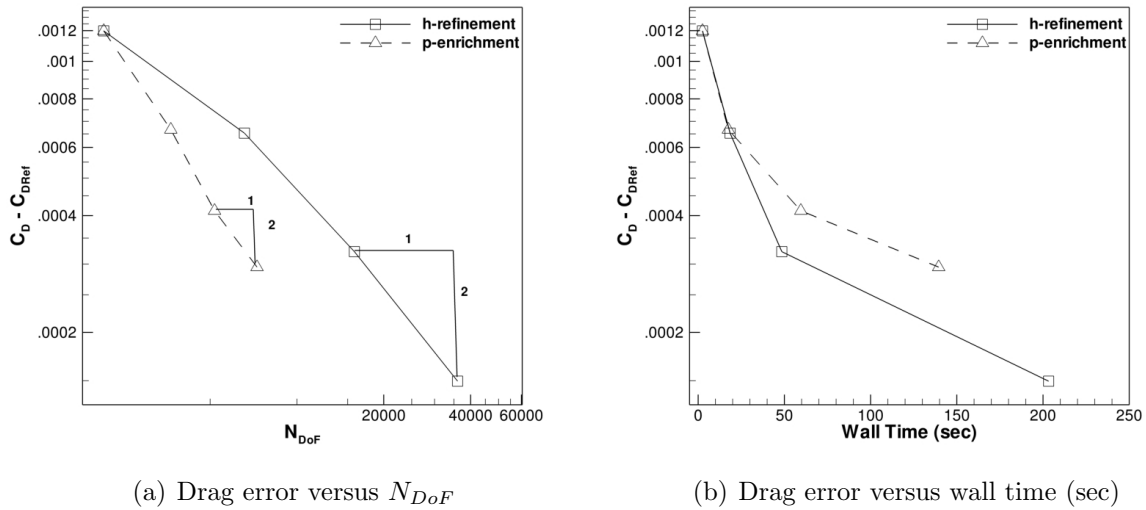 .0012
.001
.0008
.0006
.0004
.0002
C_D - C_DRef
h-refinement
p-enrichment
1
2
1
2
20000
40000
60000
N_DoF
(a) Drag error versus N_DoF
.0012
.001
.0008
.0006
.0004
.0002
C_D - C_DRef
h-refinement
p-enrichment
0
50
100
150
200
250
Wall Time (sec)
(b) Drag error versus wall time (sec)